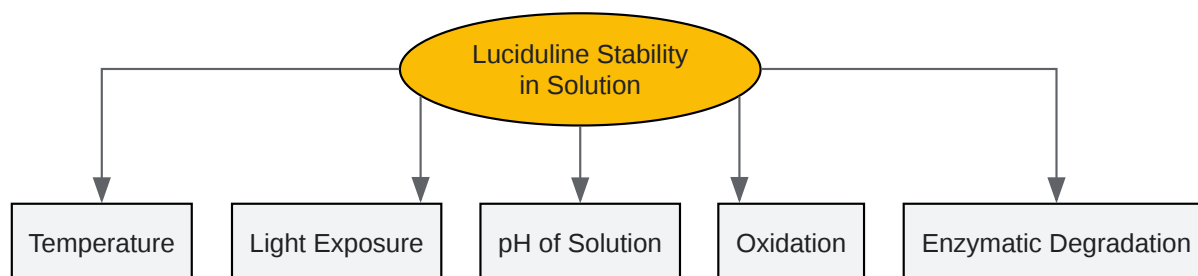 Luciduline Stability
in Solution
Temperature
Light Exposure
pH of Solution
Oxidation
Enzymatic Degradation